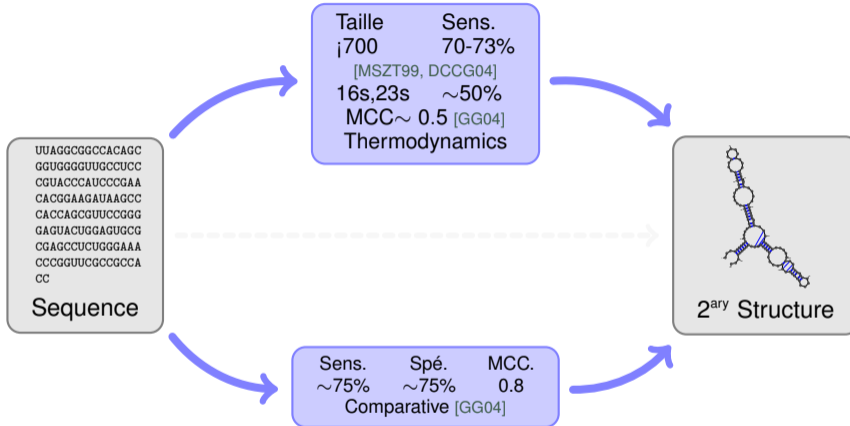 Taille Sens.
¡700 70-73%
[MSZT99, DCCG04]
16s,23s ∼50%
MCC∼ 0.5 [GG04]
Thermodynamics
UUAGGCGGCCACAGC
GGUGGGGUUGCCUCC
CGUACCCAUCCCGAA
CACGGAAGAUAAGCC
CACCAGCGUUCCGGG
GAGUACUGGAGUGCG
CGAGCCUCUGGGAAA
CCCGGUUCGCCGCCA
CC
Sequence
2ary Structure
Sens. Spé. MCC.
∼75% ∼75% 0.8
Comparative [GG04]